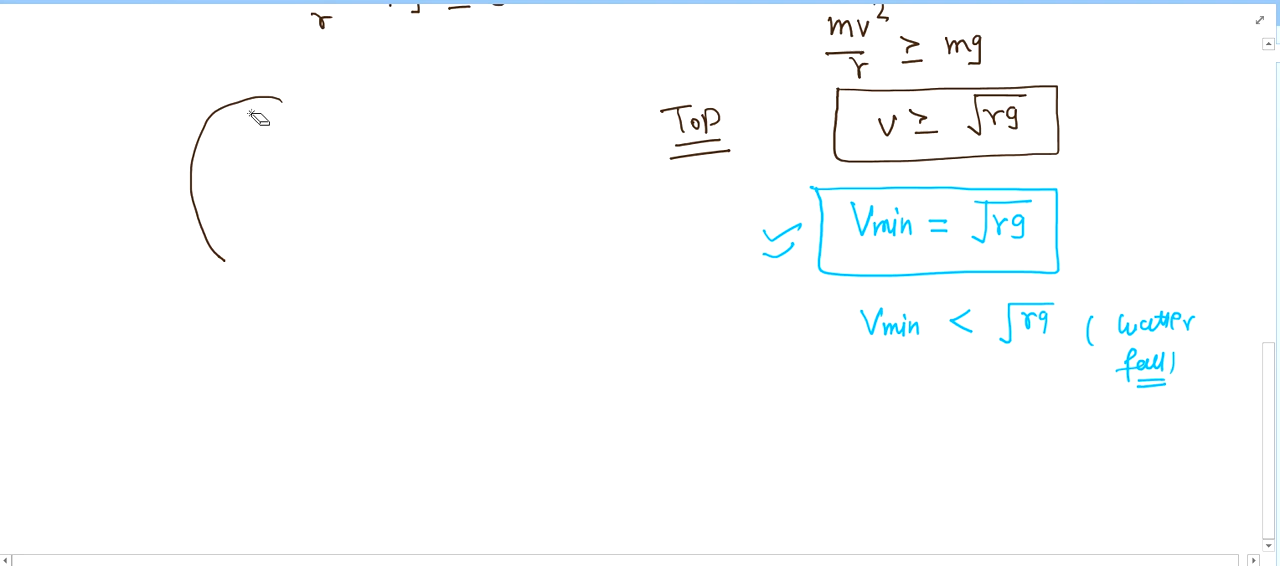 r
mv²
r ≥ mg
Top
v ≥ √rg
Vmin = √rg
Vmin < √rg ( water
fall)